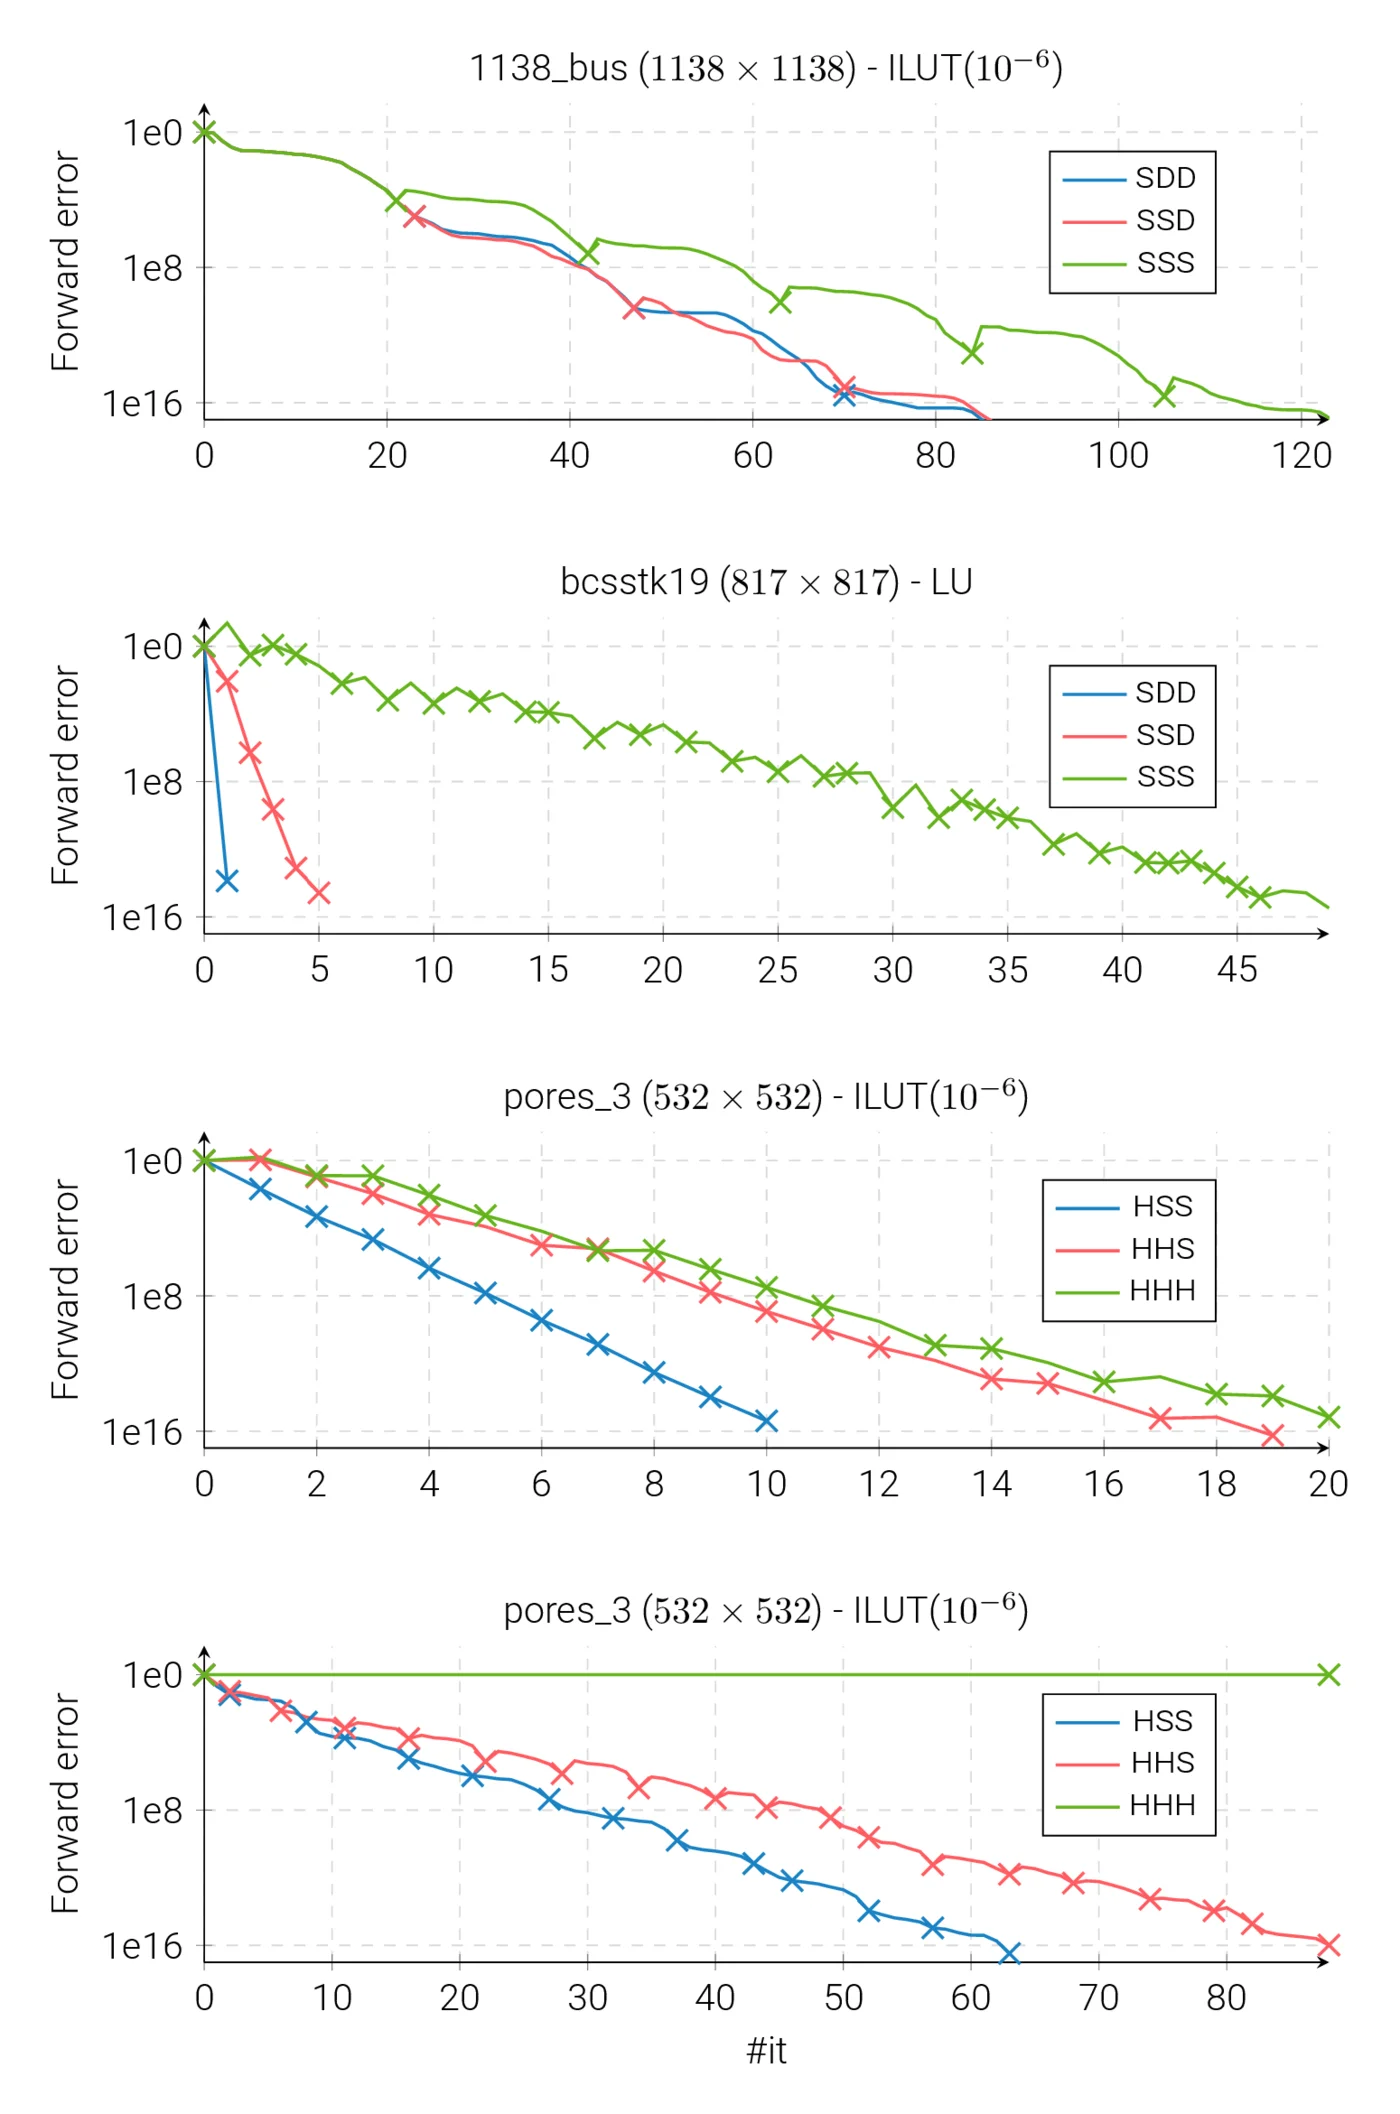 1138_bus (1138 × 1138) - ILUT(10⁻⁶)
Forward error
1e0
1e8
1e16
SDD
SSD
SSS
0 20 40 60 80 100 120
bcsstk19 (817 × 817) - LU
Forward error
1e0
1e8
1e16
SDD
SSD
SSS
0 5 10 15 20 25 30 35 40 45
pores_3 (532 × 532) - ILUT(10⁻⁶)
Forward error
1e0
1e8
1e16
HSS
HHS
HHH
0 2 4 6 8 10 12 14 16 18 20
pores_3 (532 × 532) - ILUT(10⁻⁶)
Forward error
1e0
1e8
1e16
HSS
HHS
HHH
0 10 20 30 40 50 60 70 80
#it